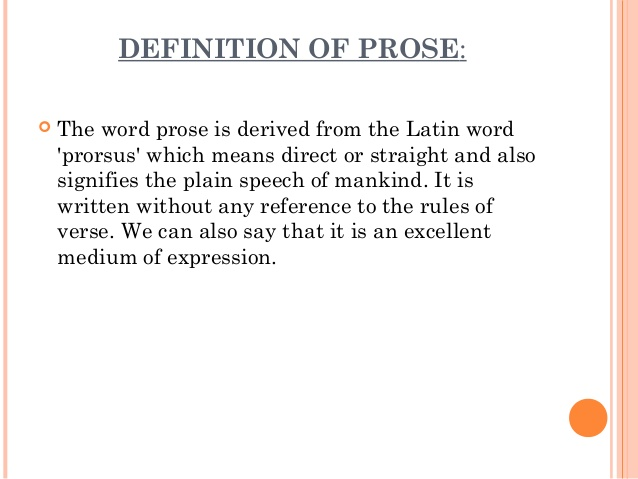 DEFINITION OF PROSE:
The word prose is derived from the Latin word
'prorsus' which means direct or straight and also
signifies the plain speech of mankind. It is
written without any reference to the rules of
verse. We can also say that it is an excellent
medium of expression.